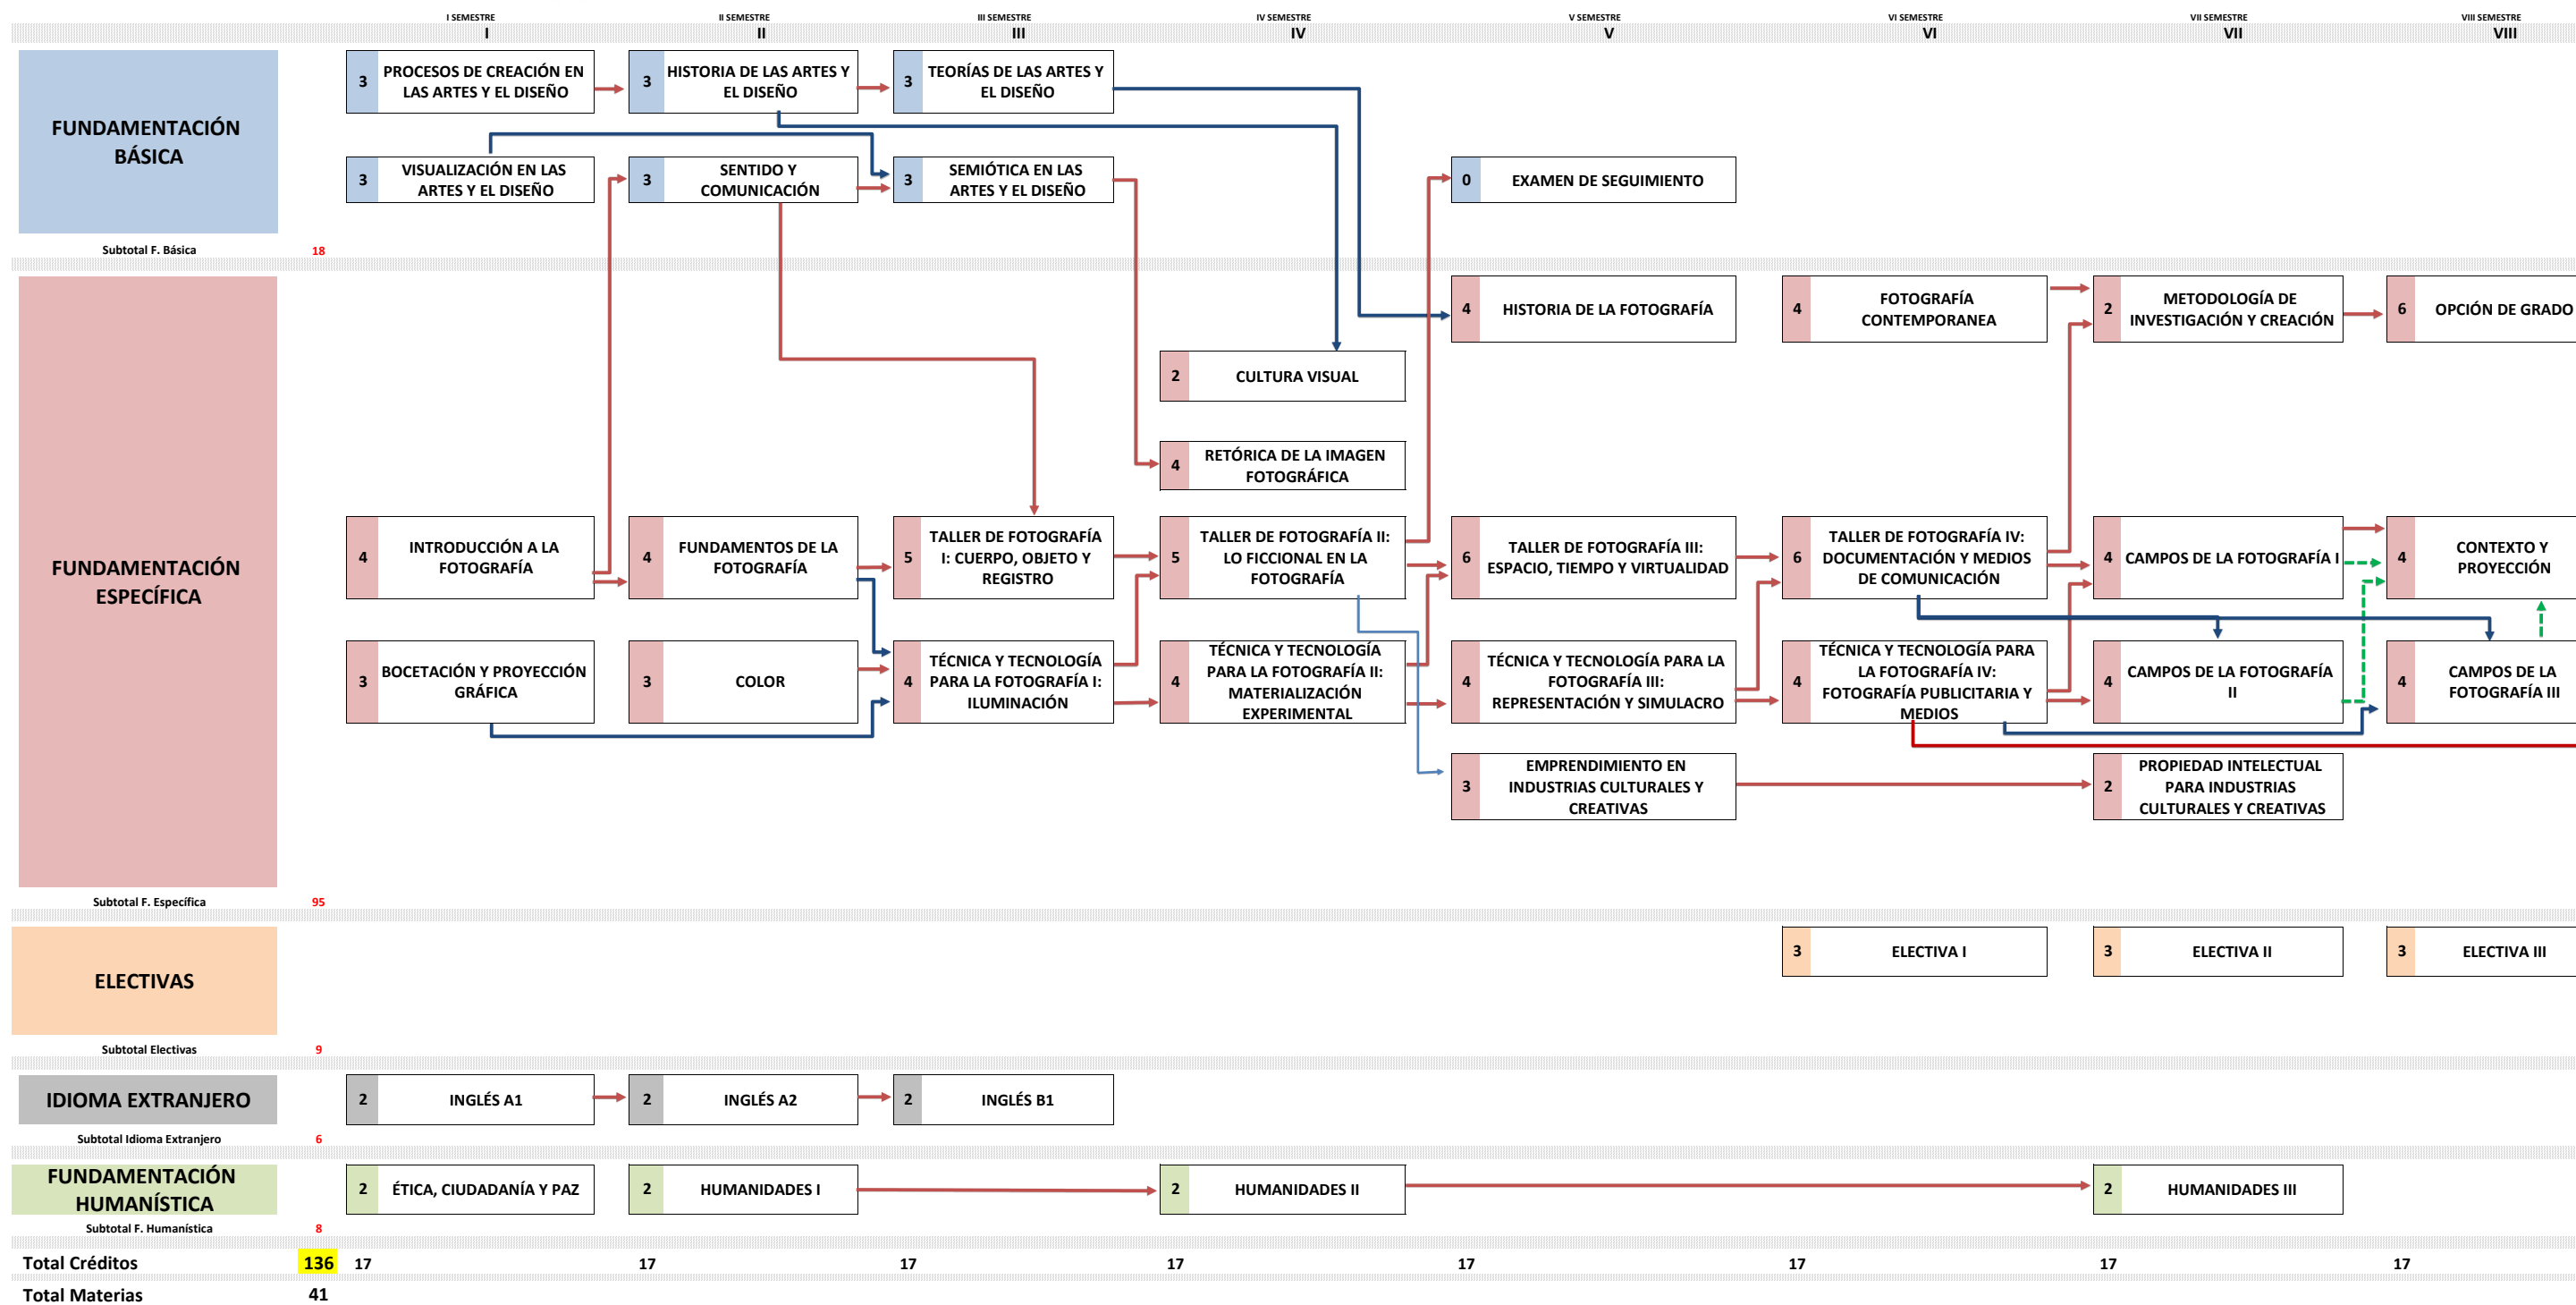 I SEMESTRE II SEMESTRE III SEMESTRE IV SEMESTRE V SEMESTRE VI SEMESTRE VII SEMESTRE VIII SEMESTRE
I II III IV V VI VII VIII
FUNDAMENTACIÓN
BÁSICA
3 PROCESOS DE CREACIÓN EN
LAS ARTES Y EL DISEÑO
3 HISTORIA DE LAS ARTES Y
EL DISEÑO
3 TEORÍAS DE LAS ARTES Y
EL DISEÑO
3 VISUALIZACIÓN EN LAS
ARTES Y EL DISEÑO
3 SENTIDO Y
COMUNICACIÓN
3 SEMIÓTICA EN LAS
ARTES Y EL DISEÑO
0 EXAMEN DE SEGUIMIENTO
Subtotal F. Básica 18
FUNDAMENTACIÓN
ESPECÍFICA
4 HISTORIA DE LA FOTOGRAFÍA
4 FOTOGRAFÍA
CONTEMPORANEA
2 METODOLOGÍA DE
INVESTIGACIÓN Y CREACIÓN
6 OPCIÓN DE GRADO
2 CULTURA VISUAL
4 RETÓRICA DE LA IMAGEN
FOTOGRÁFICA
4 INTRODUCCIÓN A LA
FOTOGRAFÍA
4 FUNDAMENTOS DE LA
FOTOGRAFÍA
5 TALLER DE FOTOGRAFÍA
I: CUERPO, OBJETO Y
REGISTRO
5 TALLER DE FOTOGRAFÍA II:
LO FICCIONAL EN LA
FOTOGRAFÍA
6 TALLER DE FOTOGRAFÍA III:
ESPACIO, TIEMPO Y VIRTUALIDAD
6 TALLER DE FOTOGRAFÍA IV:
DOCUMENTACIÓN Y MEDIOS
DE COMUNICACIÓN
4 CAMPOS DE LA FOTOGRAFÍA I
4 CONTEXTO Y
PROYECCIÓN
3 BOCETACIÓN Y PROYECCIÓN
GRÁFICA
3 COLOR
4 TÉCNICA Y TECNOLOGÍA
PARA LA FOTOGRAFÍA I:
ILUMINACIÓN
4 TÉCNICA Y TECNOLOGÍA
PARA LA FOTOGRAFÍA II:
MATERIALIZACIÓN
EXPERIMENTAL
4 TÉCNICA Y TECNOLOGÍA PARA LA
FOTOGRAFÍA III:
REPRESENTACIÓN Y SIMULACRO
4 TÉCNICA Y TECNOLOGÍA PARA
LA FOTOGRAFÍA IV:
FOTOGRAFÍA PUBLICITARIA Y
MEDIOS
4 CAMPOS DE LA FOTOGRAFÍA
II
4 CAMPOS DE LA
FOTOGRAFÍA III
3 EMPRENDIMIENTO EN
INDUSTRIAS CULTURALES Y
CREATIVAS
2 PROPIEDAD INTELECTUAL
PARA INDUSTRIAS
CULTURALES Y CREATIVAS
Subtotal F. Específica 95
ELECTIVAS
3 ELECTIVA I
3 ELECTIVA II
3 ELECTIVA III
Subtotal Electivas 9
IDIOMA EXTRANJERO
2 INGLÉS A1
2 INGLÉS A2
2 INGLÉS B1
Subtotal Idioma Extranjero 6
FUNDAMENTACIÓN
HUMANÍSTICA
2 ÉTICA, CIUDADANÍA Y PAZ
2 HUMANIDADES I
2 HUMANIDADES II
2 HUMANIDADES III
Subtotal F. Humanística 8
Total Créditos 136 17 17 17 17 17 17 17 17
Total Materias 41